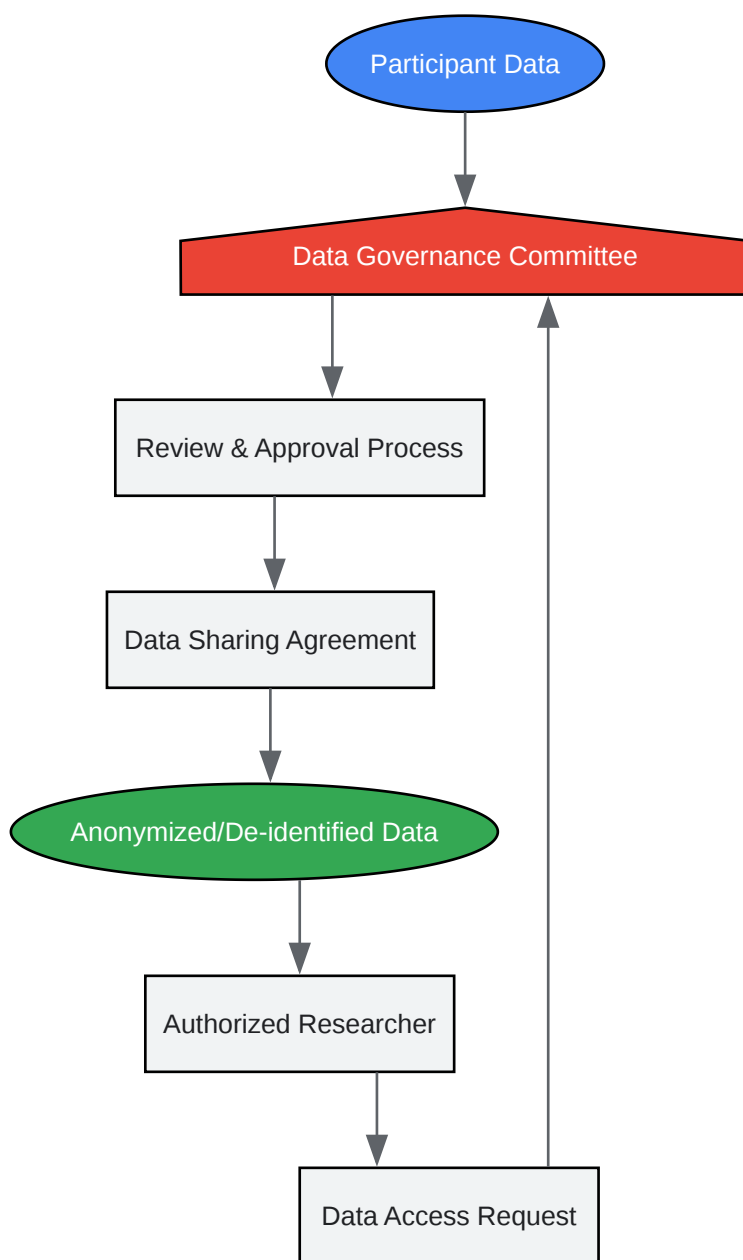 Participant Data
Data Governance Committee
Review & Approval Process
Data Sharing Agreement
Anonymized/De-identified Data
Authorized Researcher
Data Access Request